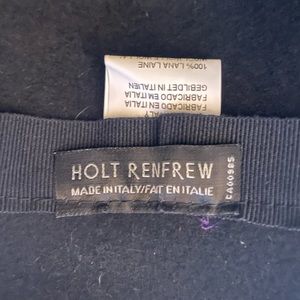 100% LANA LAINE
GEBILDET IN ITALIEN
FABRICADO EM ITALIA
FABRICADO EN ITALIA
HOLT RENFREW
MADE IN ITALY/FAT EN ITALIE
CA00985